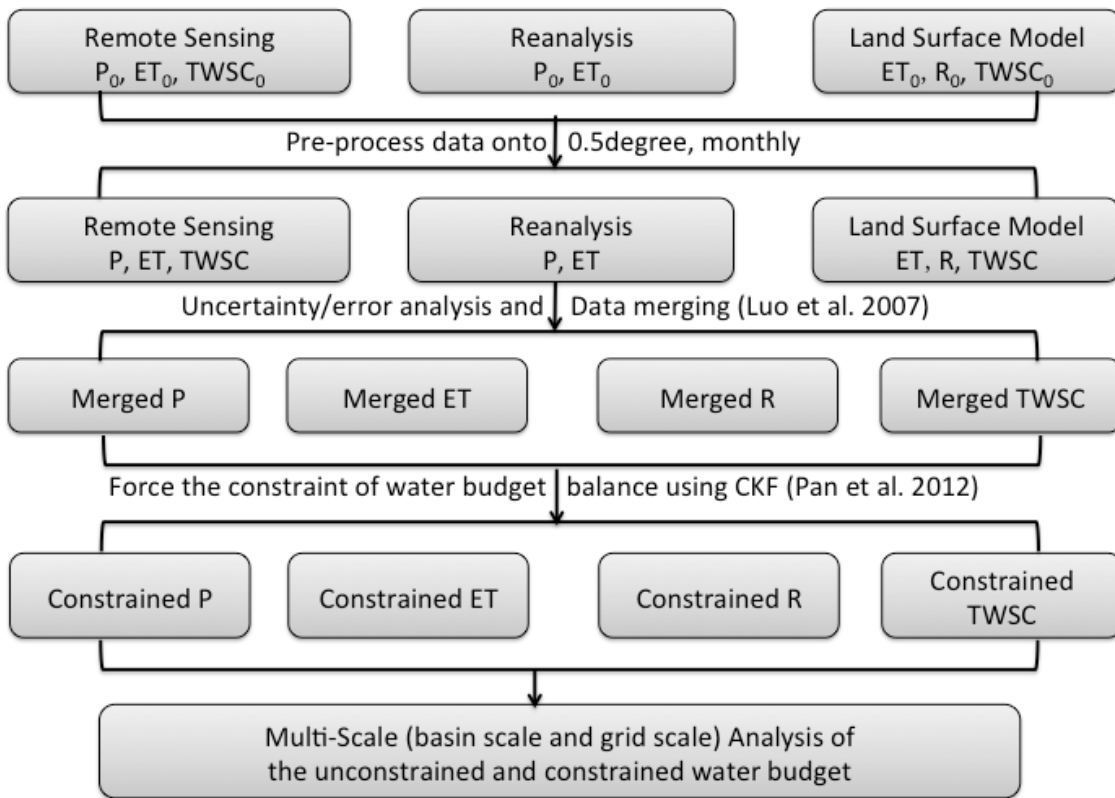 Remote Sensing
P₀, ET₀, TWSC₀
Reanalysis
P₀, ET₀
Land Surface Model
ET₀, R₀, TWSC₀
Pre-process data onto 0.5degree, monthly
Remote Sensing
P, ET, TWSC
Reanalysis
P, ET
Land Surface Model
ET, R, TWSC
Uncertainty/error analysis and Data merging (Luo et al. 2007)
Merged P
Merged ET
Merged R
Merged TWSC
Force the constraint of water budget balance using CKF (Pan et al. 2012)
Constrained P
Constrained ET
Constrained R
Constrained
TWSC
Multi-Scale (basin scale and grid scale) Analysis of
the unconstrained and constrained water budget